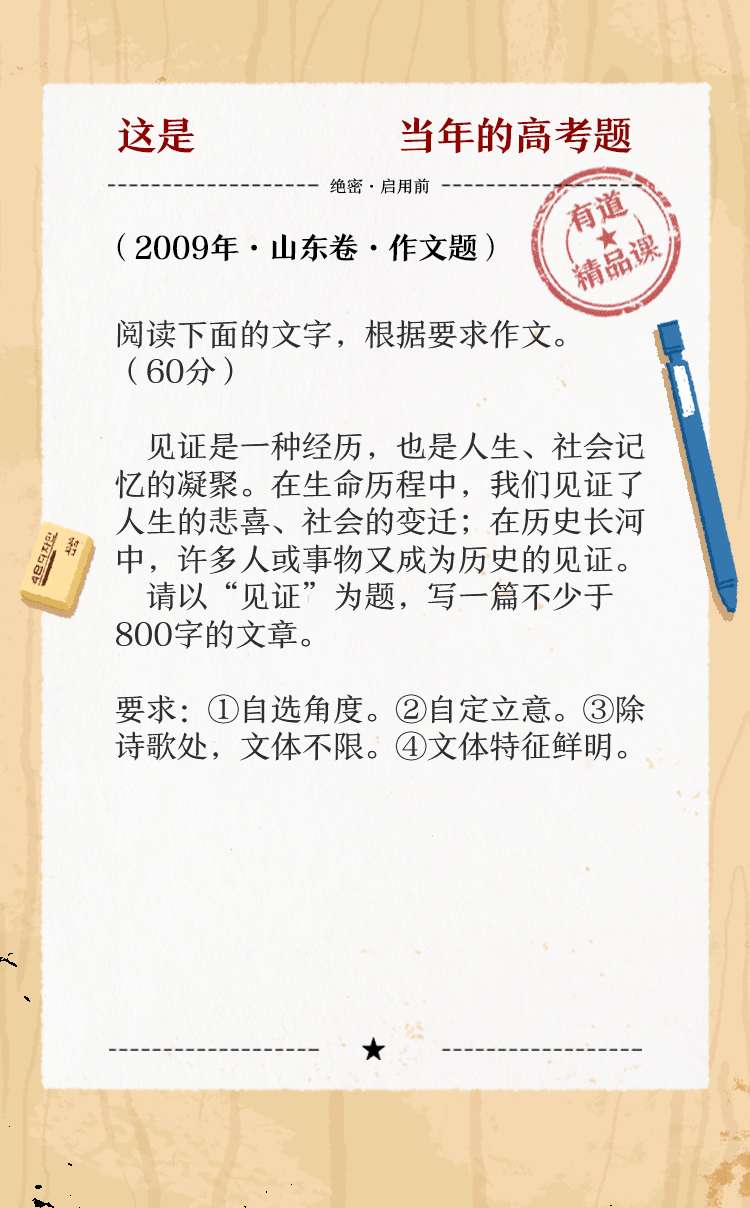 这是 当年的高考题
绝密·启用前
(2009年·山东卷·作文题)
有道
精品课
阅读下面的文字，根据要求作文。
(60分)
见证是一种经历，也是人生、社会记
忆的凝聚。在生命历程中，我们见证了
人生的悲喜、社会的变迁；在历史长河
中，许多人或事物又成为历史的见证。
请以“见证”为题，写一篇不少于
800字的文章。
要求：①自选角度。②自定立意。③除
诗歌处，文体不限。④文体特征鲜明。